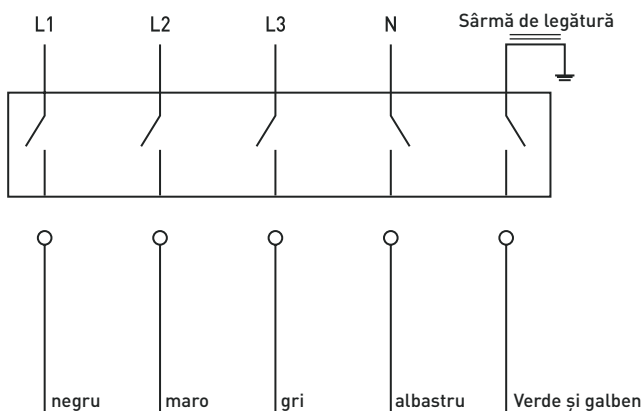 L1 L2 L3 N Sârmă de legătură
negru maro gri albastru Verde și galben